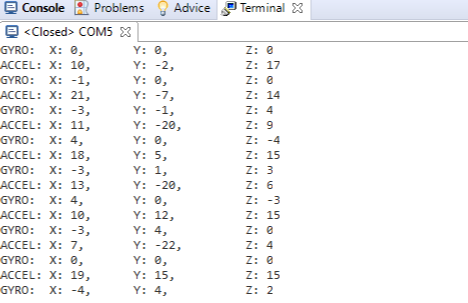 Console Problems Advice Terminal
<Closed> COM5
GYRO: X: 0, Y: 0, Z: 0
ACCEL: X: 10, Y: -2, Z: 17
GYRO: X: -1, Y: 0, Z: 0
ACCEL: X: 21, Y: -7, Z: 14
GYRO: X: -3, Y: -1, Z: 4
ACCEL: X: 11, Y: -20, Z: 9
GYRO: X: 4, Y: 0, Z: -4
ACCEL: X: 18, Y: 5, Z: 15
GYRO: X: -3, Y: 1, Z: 3
ACCEL: X: 13, Y: -20, Z: 6
GYRO: X: 4, Y: 0, Z: -3
ACCEL: X: 10, Y: 12, Z: 15
GYRO: X: -3, Y: 4, Z: 0
ACCEL: X: 7, Y: -22, Z: 4
GYRO: X: 0, Y: 0, Z: 0
ACCEL: X: 19, Y: 15, Z: 15
GYRO: X: -4, Y: 4, Z: 2